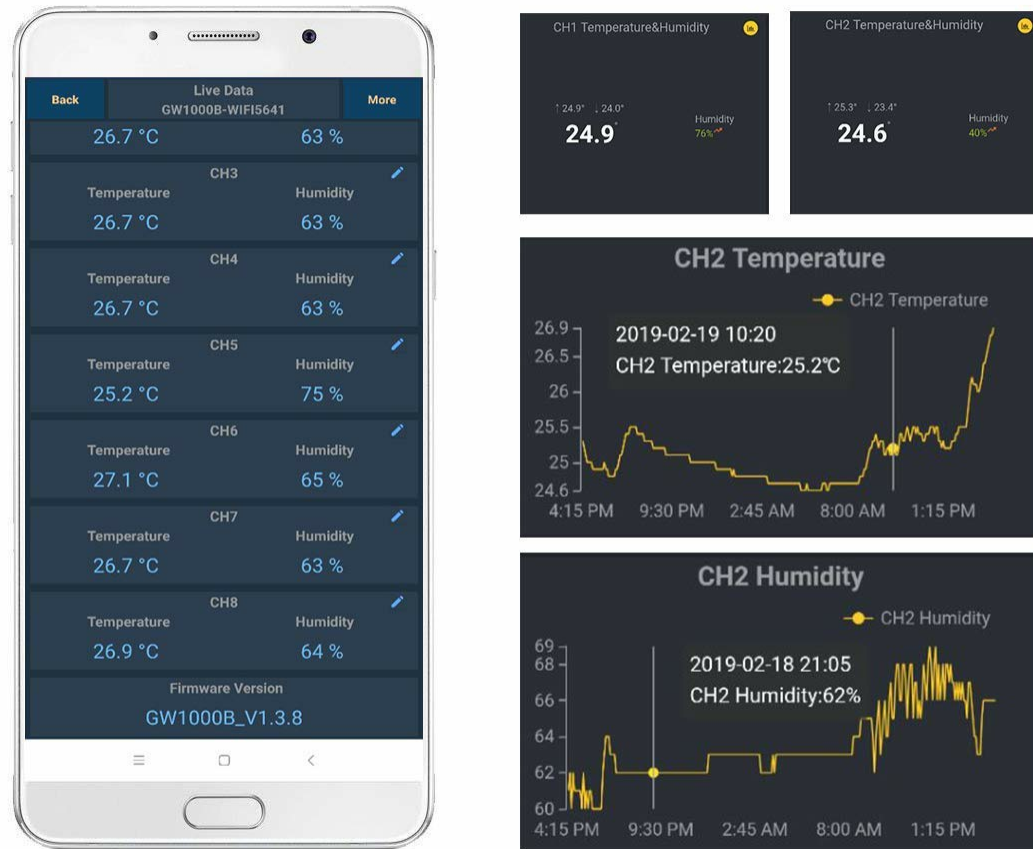 Back
Live Data
GW1000B-WIFI5641
More
26.7 °C 63 %
CH3
Temperature Humidity
26.7 °C 63 %
CH4
Temperature Humidity
26.7 °C 63 %
CH5
Temperature Humidity
25.2 °C 75 %
CH6
Temperature Humidity
27.1 °C 65 %
CH7
Temperature Humidity
26.7 °C 63 %
CH8
Temperature Humidity
26.9 °C 64 %
Firmware Version
GW1000B_V1.3.8
CH1 Temperature&Humidity
↑ 24.9° ↓ 24.0°
24.9°
Humidity
76%
CH2 Temperature&Humidity
↑ 25.3° ↓ 23.4°
24.6°
Humidity
40%
CH2 Temperature
CH2 Temperature
2019-02-19 10:20
CH2 Temperature:25.2℃
26.9
26.5
26
25.5
25
24.6
4:15 PM 9:30 PM 2:45 AM 8:00 AM 1:15 PM
CH2 Humidity
CH2 Humidity
2019-02-18 21:05
CH2 Humidity:62%
69
68
66
64
62
60
4:15 PM 9:30 PM 2:45 AM 8:00 AM 1:15 PM